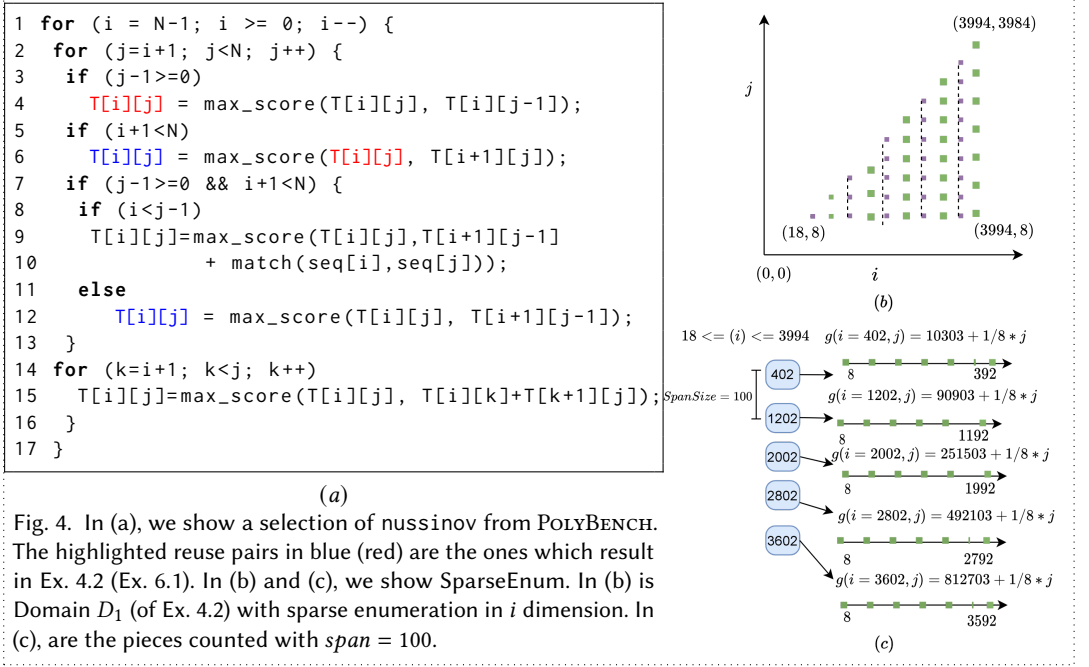 1 for (i = N-1; i >= 0; i--) {
2 for (j=i+1; j<N; j++) {
3 if (j-1>=0)
4 T[i][j] = max_score(T[i][j], T[i][j-1]);
5 if (i+1<N)
6 T[i][j] = max_score(T[i][j], T[i+1][j]);
7 if (j-1>=0 && i+1<N) {
8 if (i<j-1)
9 T[i][j]=max_score(T[i][j],T[i+1][j-1]
10 + match(seq[i],seq[j]));
11 else
12 T[i][j] = max_score(T[i][j], T[i+1][j-1]);
13 }
14 for (k=i+1; k<j; k++)
15 T[i][j]=max_score(T[i][j], T[i][k]+T[k+1][j]);
16 }
17 }
(a)
Fig. 4. In (a), we show a selection of nussinov from POLYBENCH.
The highlighted reuse pairs in blue (red) are the ones which result
in Ex. 4.2 (Ex. 6.1). In (b) and (c), we show SparseEnum. In (b) is
Domain D₁ (of Ex. 4.2) with sparse enumeration in i dimension. In
(c), are the pieces counted with span = 100.
(3994, 3984)
j
(18, 8)
(3994, 8)
(0, 0)
i
(b)
18 <= (i) <= 3994
g(i = 402, j) = 10303 + 1/8 * j
402
8
392
SpanSize = 100
g(i = 1202, j) = 90903 + 1/8 * j
1202
8
1192
2002
g(i = 2002, j) = 251503 + 1/8 * j
8
1992
2802
g(i = 2802, j) = 492103 + 1/8 * j
8
2792
3602
g(i = 3602, j) = 812703 + 1/8 * j
8
3592
(c)